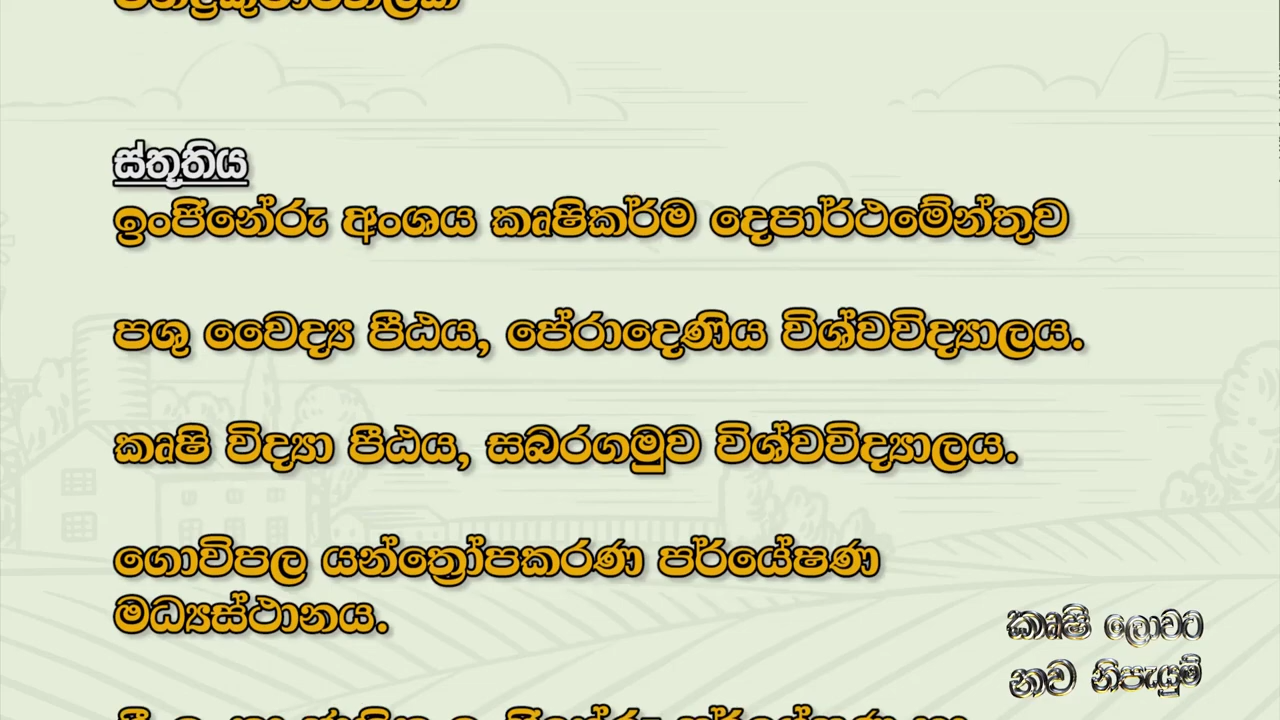 ස්තූතිය
ඉංජිනේරු අංශය කෘෂිකර්ම දෙපාර්ථමේන්තුව
පශු වෛද්‍ය පීඨය, පේරාදෙණිය විශ්වවිද්‍යාලය.
කෘෂි විද්‍යා පීඨය, සබරගමුව විශ්වවිද්‍යාලය.
ගොවිපල යන්ත්‍රෝපකරණ පර්යේෂණ
මධ්‍යස්ථානය.
කෘෂි ලොවට
නව නිපැයුම්